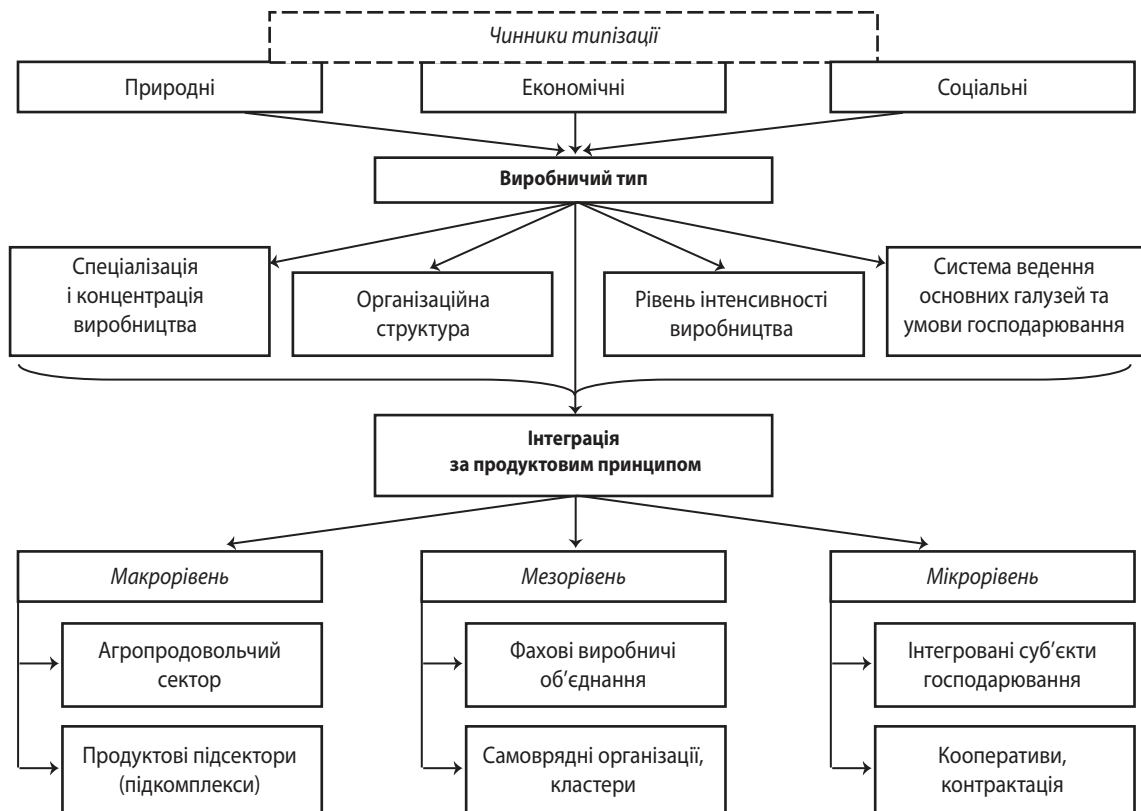 Чинники типізації
Природні
Економічні
Соціальні
Виробничий тип
Спеціалізація
і концентрація
виробництва
Організаційна
структура
Рівень інтенсивності
виробництва
Система ведення
основних галузей та
умови господарювання
Інтеграція
за продуктовим принципом
Макрорівень
Мезорівень
Мікрорівень
Агропродовольчий
сектор
Фахові виробничі
об’єднання
Інтегровані суб’єкти
господарювання
Продуктові підсектори
(підкомплекси)
Самоврядні організації,
кластери
Кооперативи,
контрактація